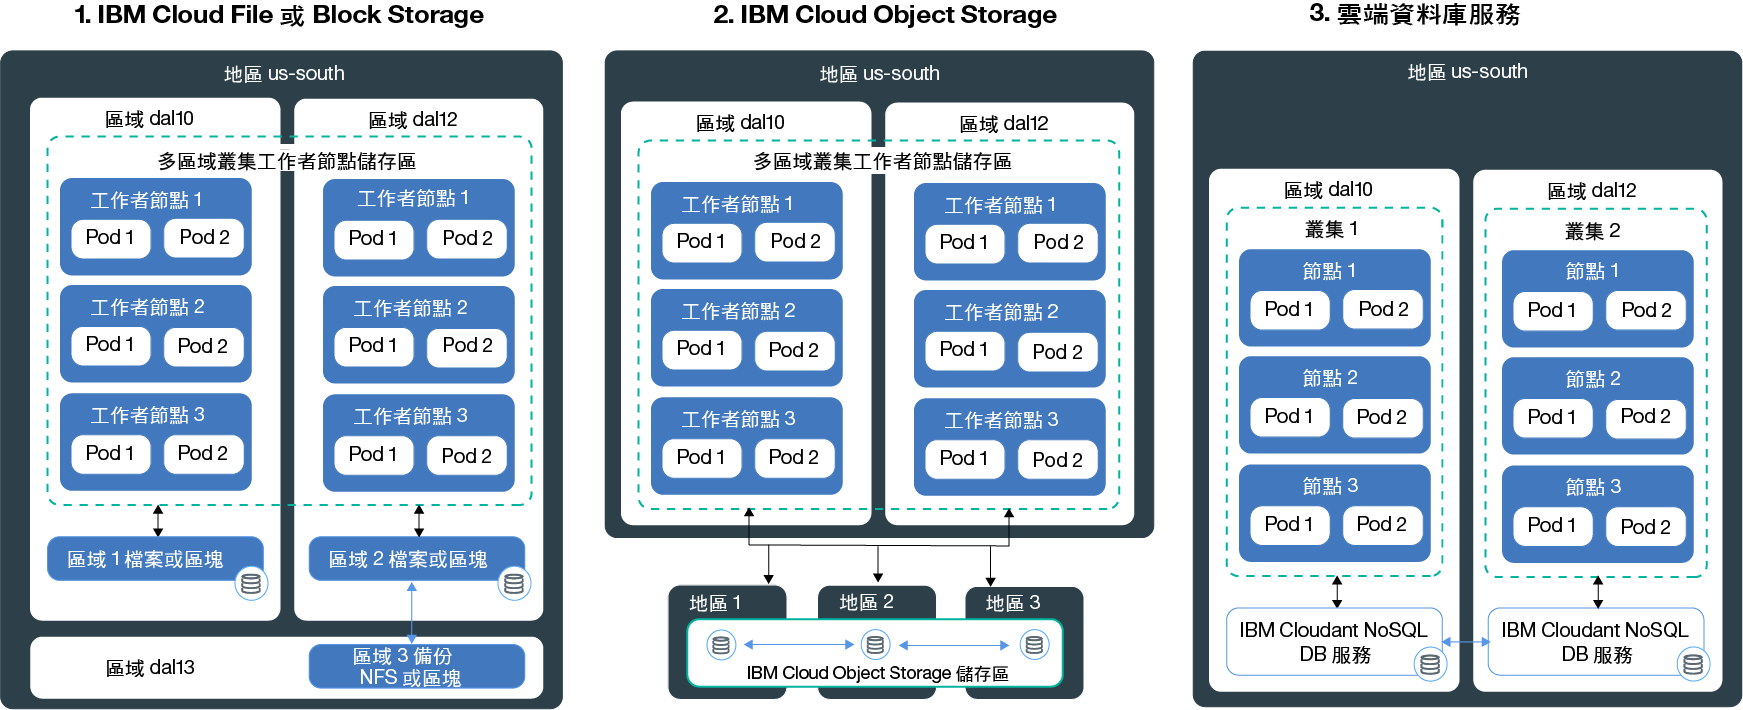 1. IBM Cloud File 或 Block Storage
地區 us-south
區域 dal10
區域 dal12
多區域叢集工作者節點儲存區
工作者節點 1
Pod 1
Pod 2
工作者節點 1
Pod 1
Pod 2
工作者節點 2
Pod 1
Pod 2
工作者節點 2
Pod 1
Pod 2
工作者節點 3
Pod 1
Pod 2
工作者節點 3
Pod 1
Pod 2
區域 1 檔案或區塊
區域 2 檔案或區塊
區域 dal13
區域 3 備份
NFS 或區塊
2. IBM Cloud Object Storage
地區 us-south
區域 dal10
區域 dal12
多區域叢集工作者節點儲存區
工作者節點 1
Pod 1
Pod 2
工作者節點 1
Pod 1
Pod 2
工作者節點 2
Pod 1
Pod 2
工作者節點 2
Pod 1
Pod 2
工作者節點 3
Pod 1
Pod 2
工作者節點 3
Pod 1
Pod 2
地區 1
地區 2
地區 3
IBM Cloud Object Storage 儲存區
3. 雲端資料庫服務
地區 us-south
區域 dal10
區域 dal12
叢集 1
叢集 2
節點 1
Pod 1
Pod 2
節點 1
Pod 1
Pod 2
節點 2
Pod 1
Pod 2
節點 2
Pod 1
Pod 2
節點 3
Pod 1
Pod 2
節點 3
Pod 1
Pod 2
IBM Cloudant NoSQL
DB 服務
IBM Cloudant NoSQL
DB 服務